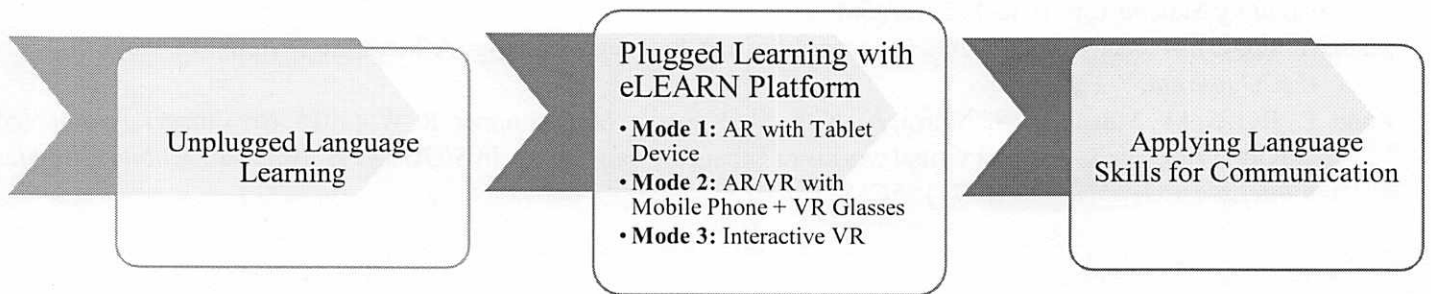 Unplugged Language
Learning
Plugged Learning with
eLEARN Platform
• Mode 1: AR with Tablet
Device
• Mode 2: AR/VR with
Mobile Phone + VR Glasses
• Mode 3: Interactive VR
Applying Language
Skills for Communication